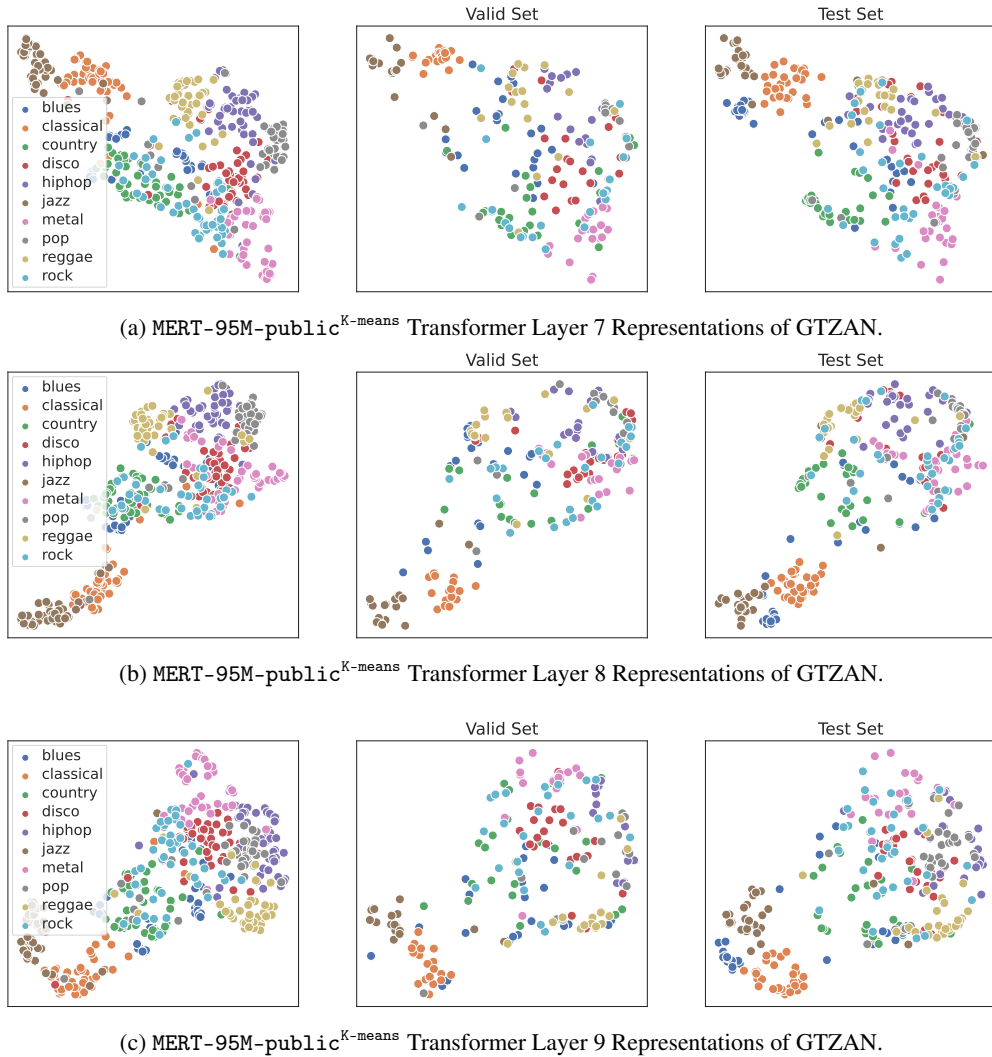 Valid Set
Test Set
blues
classical
country
disco
hiphop
jazz
metal
pop
reggae
rock
(a) MERT-95M-public^K-means Transformer Layer 7 Representations of GTZAN.
Valid Set
Test Set
blues
classical
country
disco
hiphop
jazz
metal
pop
reggae
rock
(b) MERT-95M-public^K-means Transformer Layer 8 Representations of GTZAN.
Valid Set
Test Set
blues
classical
country
disco
hiphop
jazz
metal
pop
reggae
rock
(c) MERT-95M-public^K-means Transformer Layer 9 Representations of GTZAN.